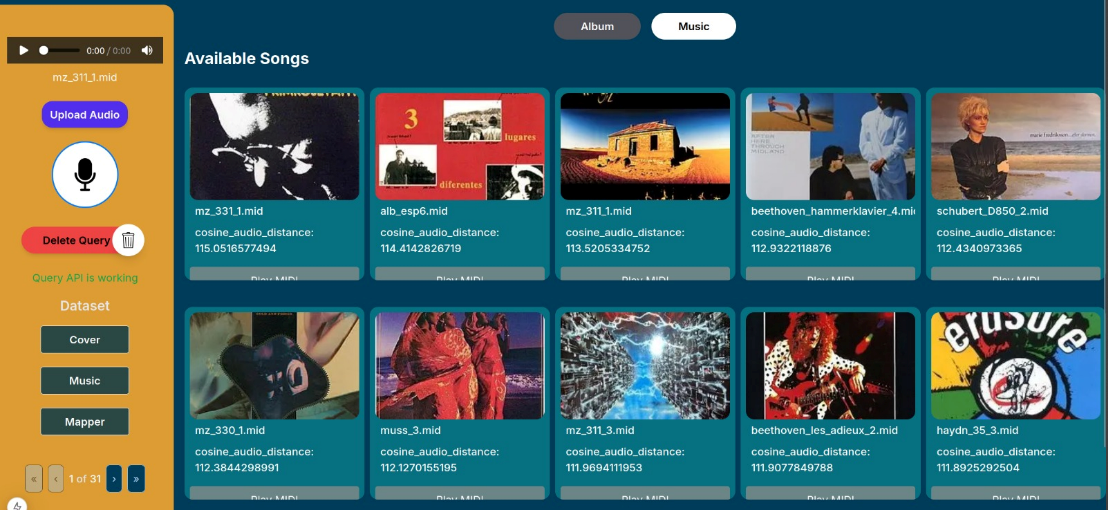 0:00 / 0:00
mz_311_1.mid
Upload Audio
Delete Query
Query API is working
Dataset
Cover
Music
Mapper
« ‹ 1 of 31 › »
Album
Music
Available Songs
3
lugares
diferentes
mz_331_1.mid
cosine_audio_distance:
115.0516577494
Play MIDI
alb_esp6.mid
cosine_audio_distance:
114.4142826719
Play MIDI
mz_311_1.mid
cosine_audio_distance:
113.5205334752
Play MIDI
beethoven_hammerklavier_4.mi
cosine_audio_distance:
112.9322118876
Play MIDI
schubert_D850_2.mid
cosine_audio_distance:
112.4340973365
Play MIDI
mz_330_1.mid
cosine_audio_distance:
112.3844298991
Play MIDI
muss_3.mid
cosine_audio_distance:
112.1270155195
Play MIDI
mz_311_3.mid
cosine_audio_distance:
111.9694111953
Play MIDI
beethoven_les_adieux_2.mid
cosine_audio_distance:
111.9077849788
Play MIDI
erasure
haydn_35_3.mid
cosine_audio_distance:
111.8925292504
Play MIDI